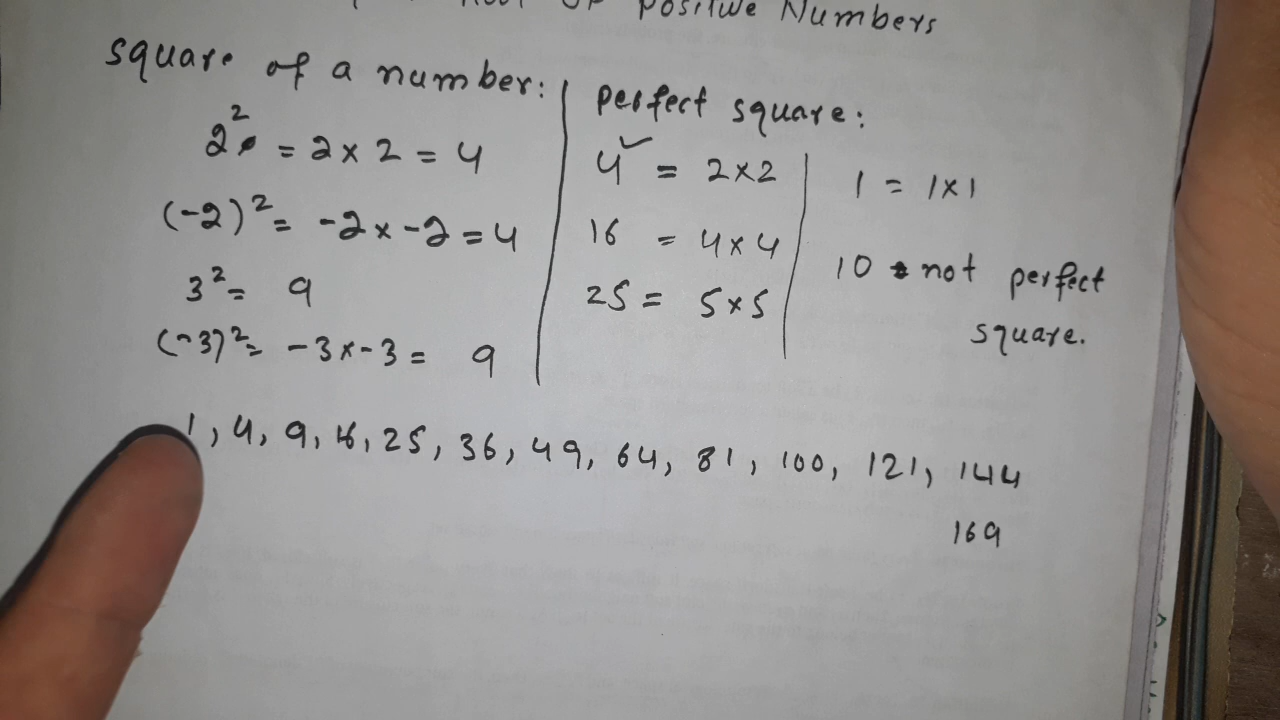 Root Of Positive Numbers
square of a number:
2² = 2 x 2 = 4
(-2)² = -2 x -2 = 4
3² = 9
(-3)² = -3 x -3 = 9
perfect square:
4 ✓ = 2x2
16 = 4x4
25 = 5x5
1 = 1x1
10 not perfect
square.
1, 4, 9, 16, 25, 36, 49, 64, 81, 100, 121, 144
169